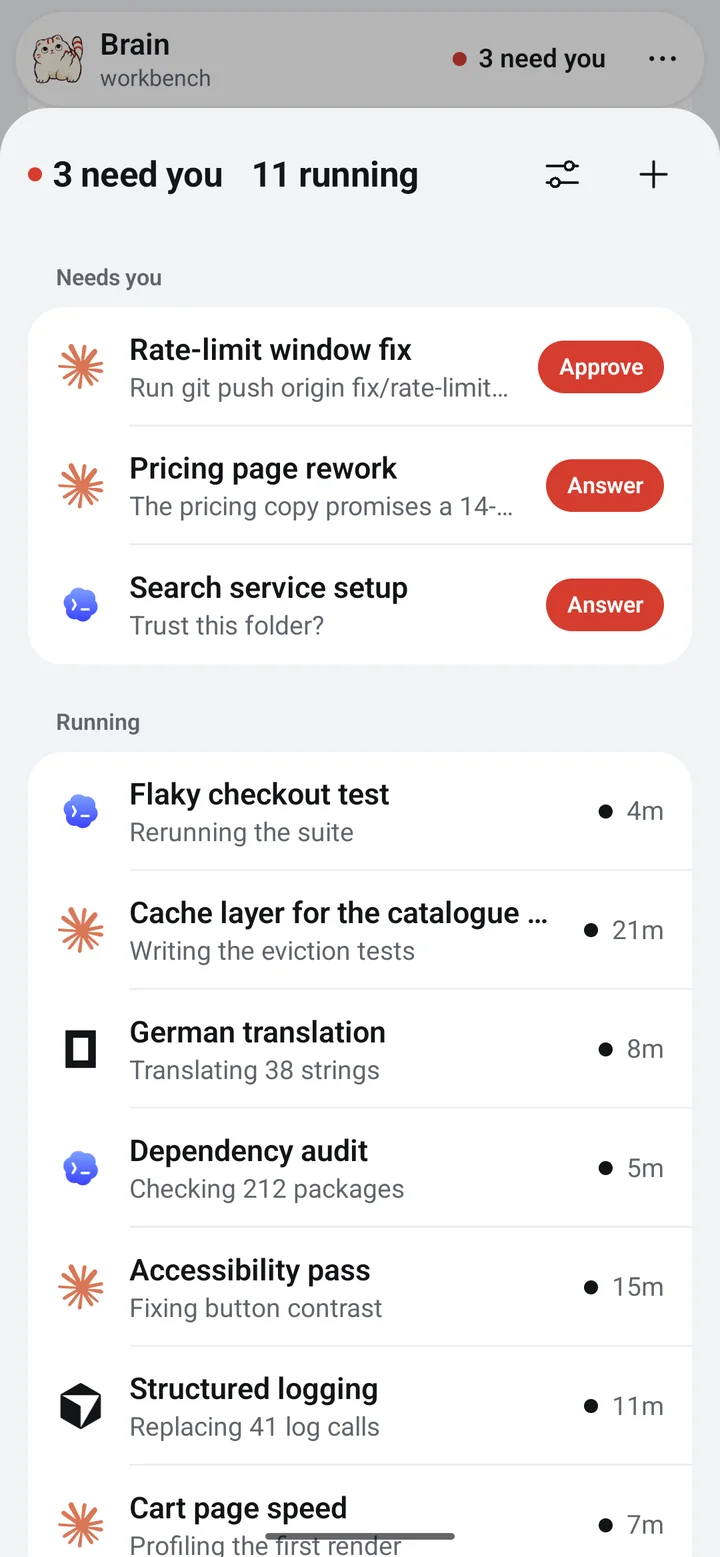 Brain
workbench
3 need you
3 need you 11 running
Needs you
Rate-limit window fix
Run git push origin fix/rate-limit...
Approve
Pricing page rework
The pricing copy promises a 14-...
Answer
Search service setup
Trust this folder?
Answer
Running
Flaky checkout test
Rerunning the suite
4m
Cache layer for the catalogue ...
Writing the eviction tests
21m
German translation
Translating 38 strings
8m
Dependency audit
Checking 212 packages
5m
Accessibility pass
Fixing button contrast
15m
Structured logging
Replacing 41 log calls
11m
Cart page speed
Profiling the first render
7m